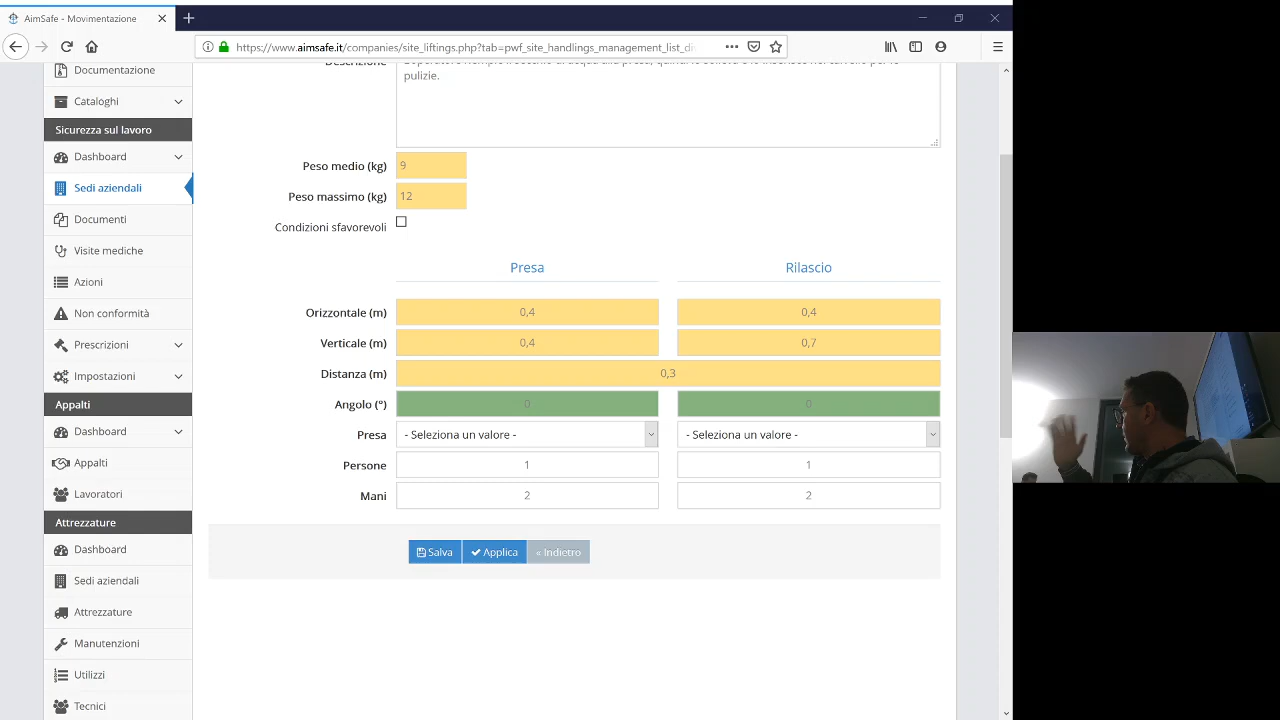 AimSafe - Movimentazione
https://www.aimsafe.it/companies/site_liftings.php?tab=pwf_site_handlings_management_list_di
Documentazione
Cataloghi
Sicurezza sul lavoro
Dashboard
Sedi aziendali
Documenti
Visite mediche
Azioni
Non conformità
Prescrizioni
Impostazioni
Appalti
Dashboard
Appalti
Lavoratori
Attrezzature
Dashboard
Sedi aziendali
Attrezzature
Manutenzioni
Utilizzi
Tecnici
Descrizione
pulizie.
Peso medio (kg) 9
Peso massimo (kg) 12
Condizioni sfavorevoli
Presa Rilascio
Orizzontale (m) 0,4 0,4
Verticale (m) 0,4 0,7
Distanza (m) 0,3
Angolo (°) 0 0
Presa - Seleziona un valore - - Seleziona un valore -
Persone 1 1
Mani 2 2
Salva Applica « Indietro